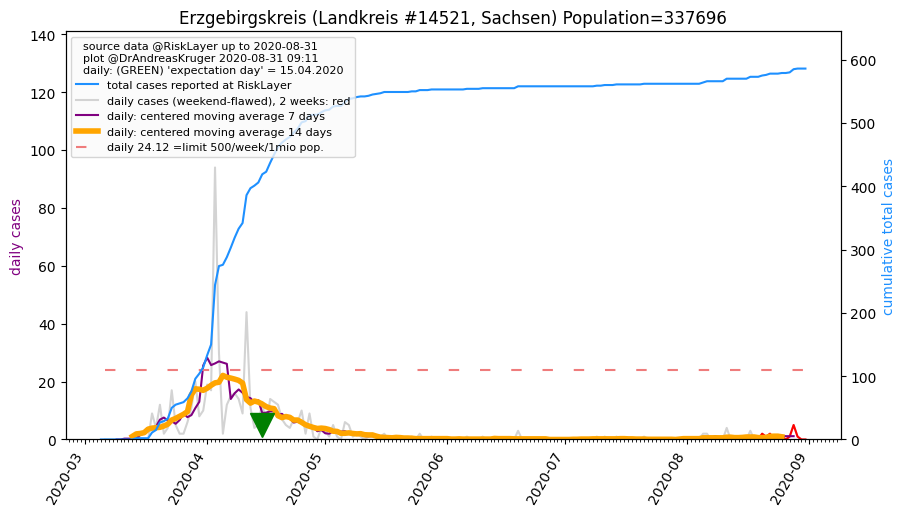 Erzgebirgskreis (Landkreis #14521, Sachsen) Population=337696
source data @RiskLayer up to 2020-08-31
plot @DrAndreasKruger 2020-08-31 09:11
daily: (GREEN) 'expectation day' = 15.04.2020
total cases reported at RiskLayer
daily cases (weekend-flawed), 2 weeks: red
daily: centered moving average 7 days
daily: centered moving average 14 days
daily 24.12 =limit 500/week/1mio pop.
daily cases
140
120
100
80
60
40
20
0
cumulative total cases
600
500
400
300
200
100
0
2020-03
2020-04
2020-05
2020-06
2020-07
2020-08
2020-09